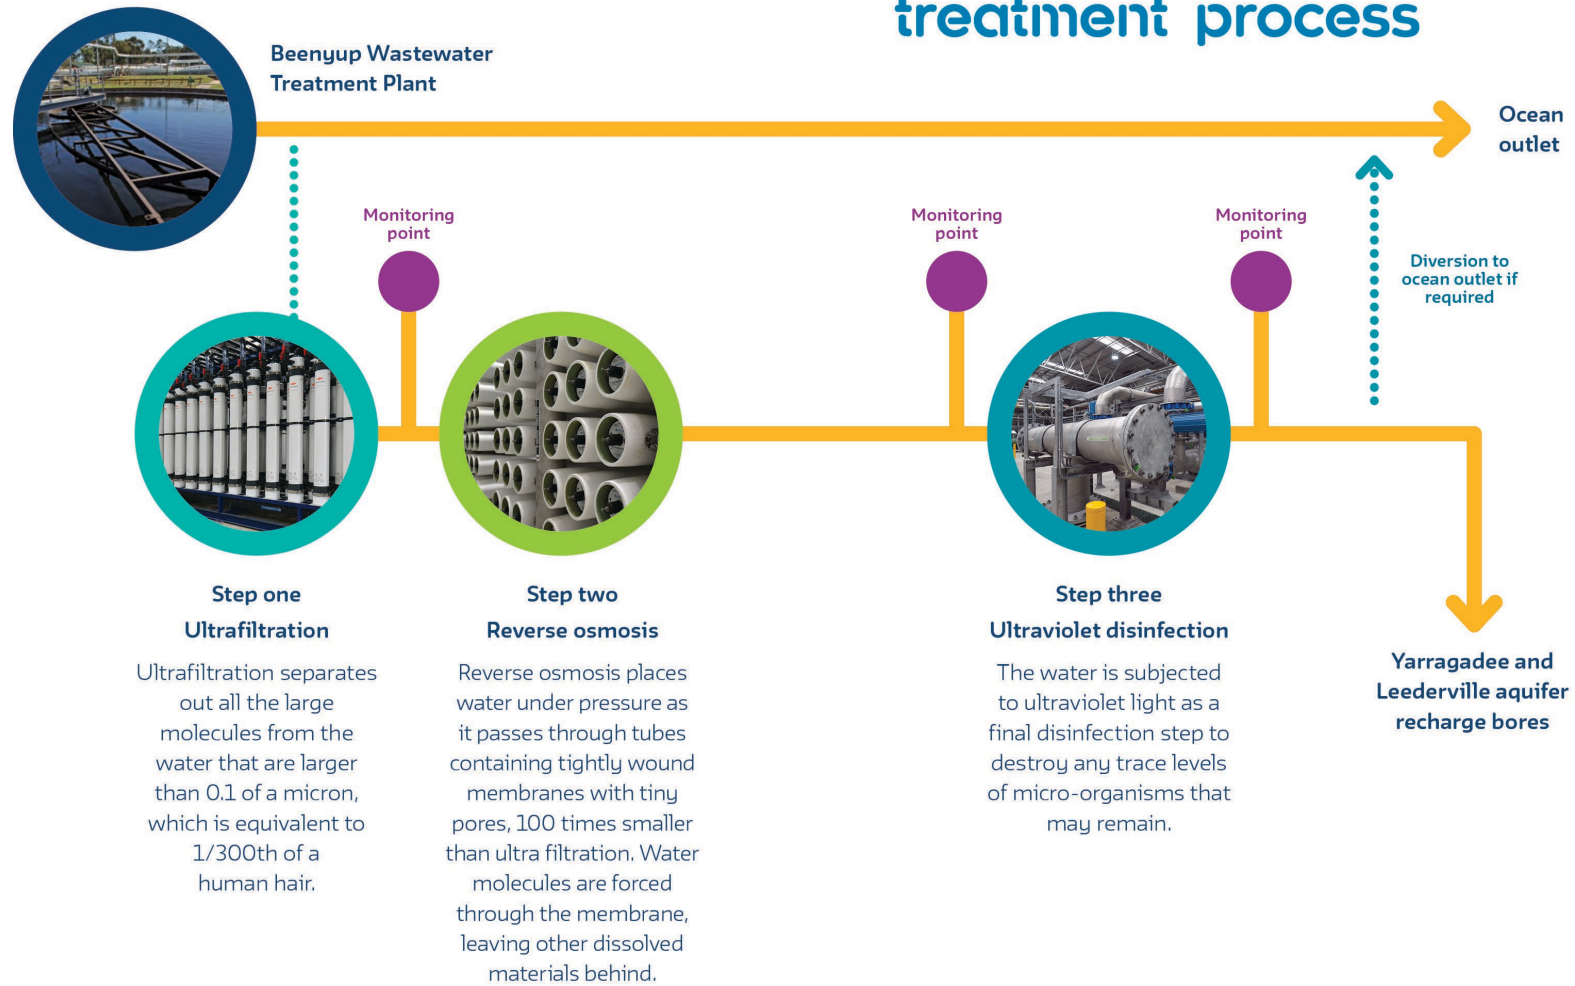 treatment process
Beenyup Wastewater
Treatment Plant
Ocean
outlet
Monitoring
point
Monitoring
point
Monitoring
point
Diversion to
ocean outlet if
required
Step one
Ultrafiltration
Ultrafiltration separates
out all the large
molecules from the
water that are larger
than 0.1 of a micron,
which is equivalent to
1/300th of a
human hair.
Step two
Reverse osmosis
Reverse osmosis places
water under pressure as
it passes through tubes
containing tightly wound
membranes with tiny
pores, 100 times smaller
than ultra filtration. Water
molecules are forced
through the membrane,
leaving other dissolved
materials behind.
Step three
Ultraviolet disinfection
The water is subjected
to ultraviolet light as a
final disinfection step to
destroy any trace levels
of micro-organisms that
may remain.
Yarragadee and
Leederville aquifer
recharge bores